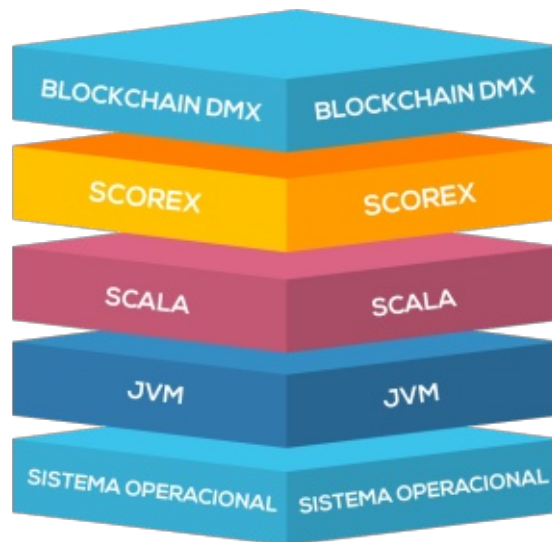 BLOCKCHAIN DMX
BLOCKCHAIN DMX
SCOREX
SCOREX
SCALA
SCALA
JVM
JVM
SISTEMA OPERACIONAL
SISTEMA OPERACIONAL